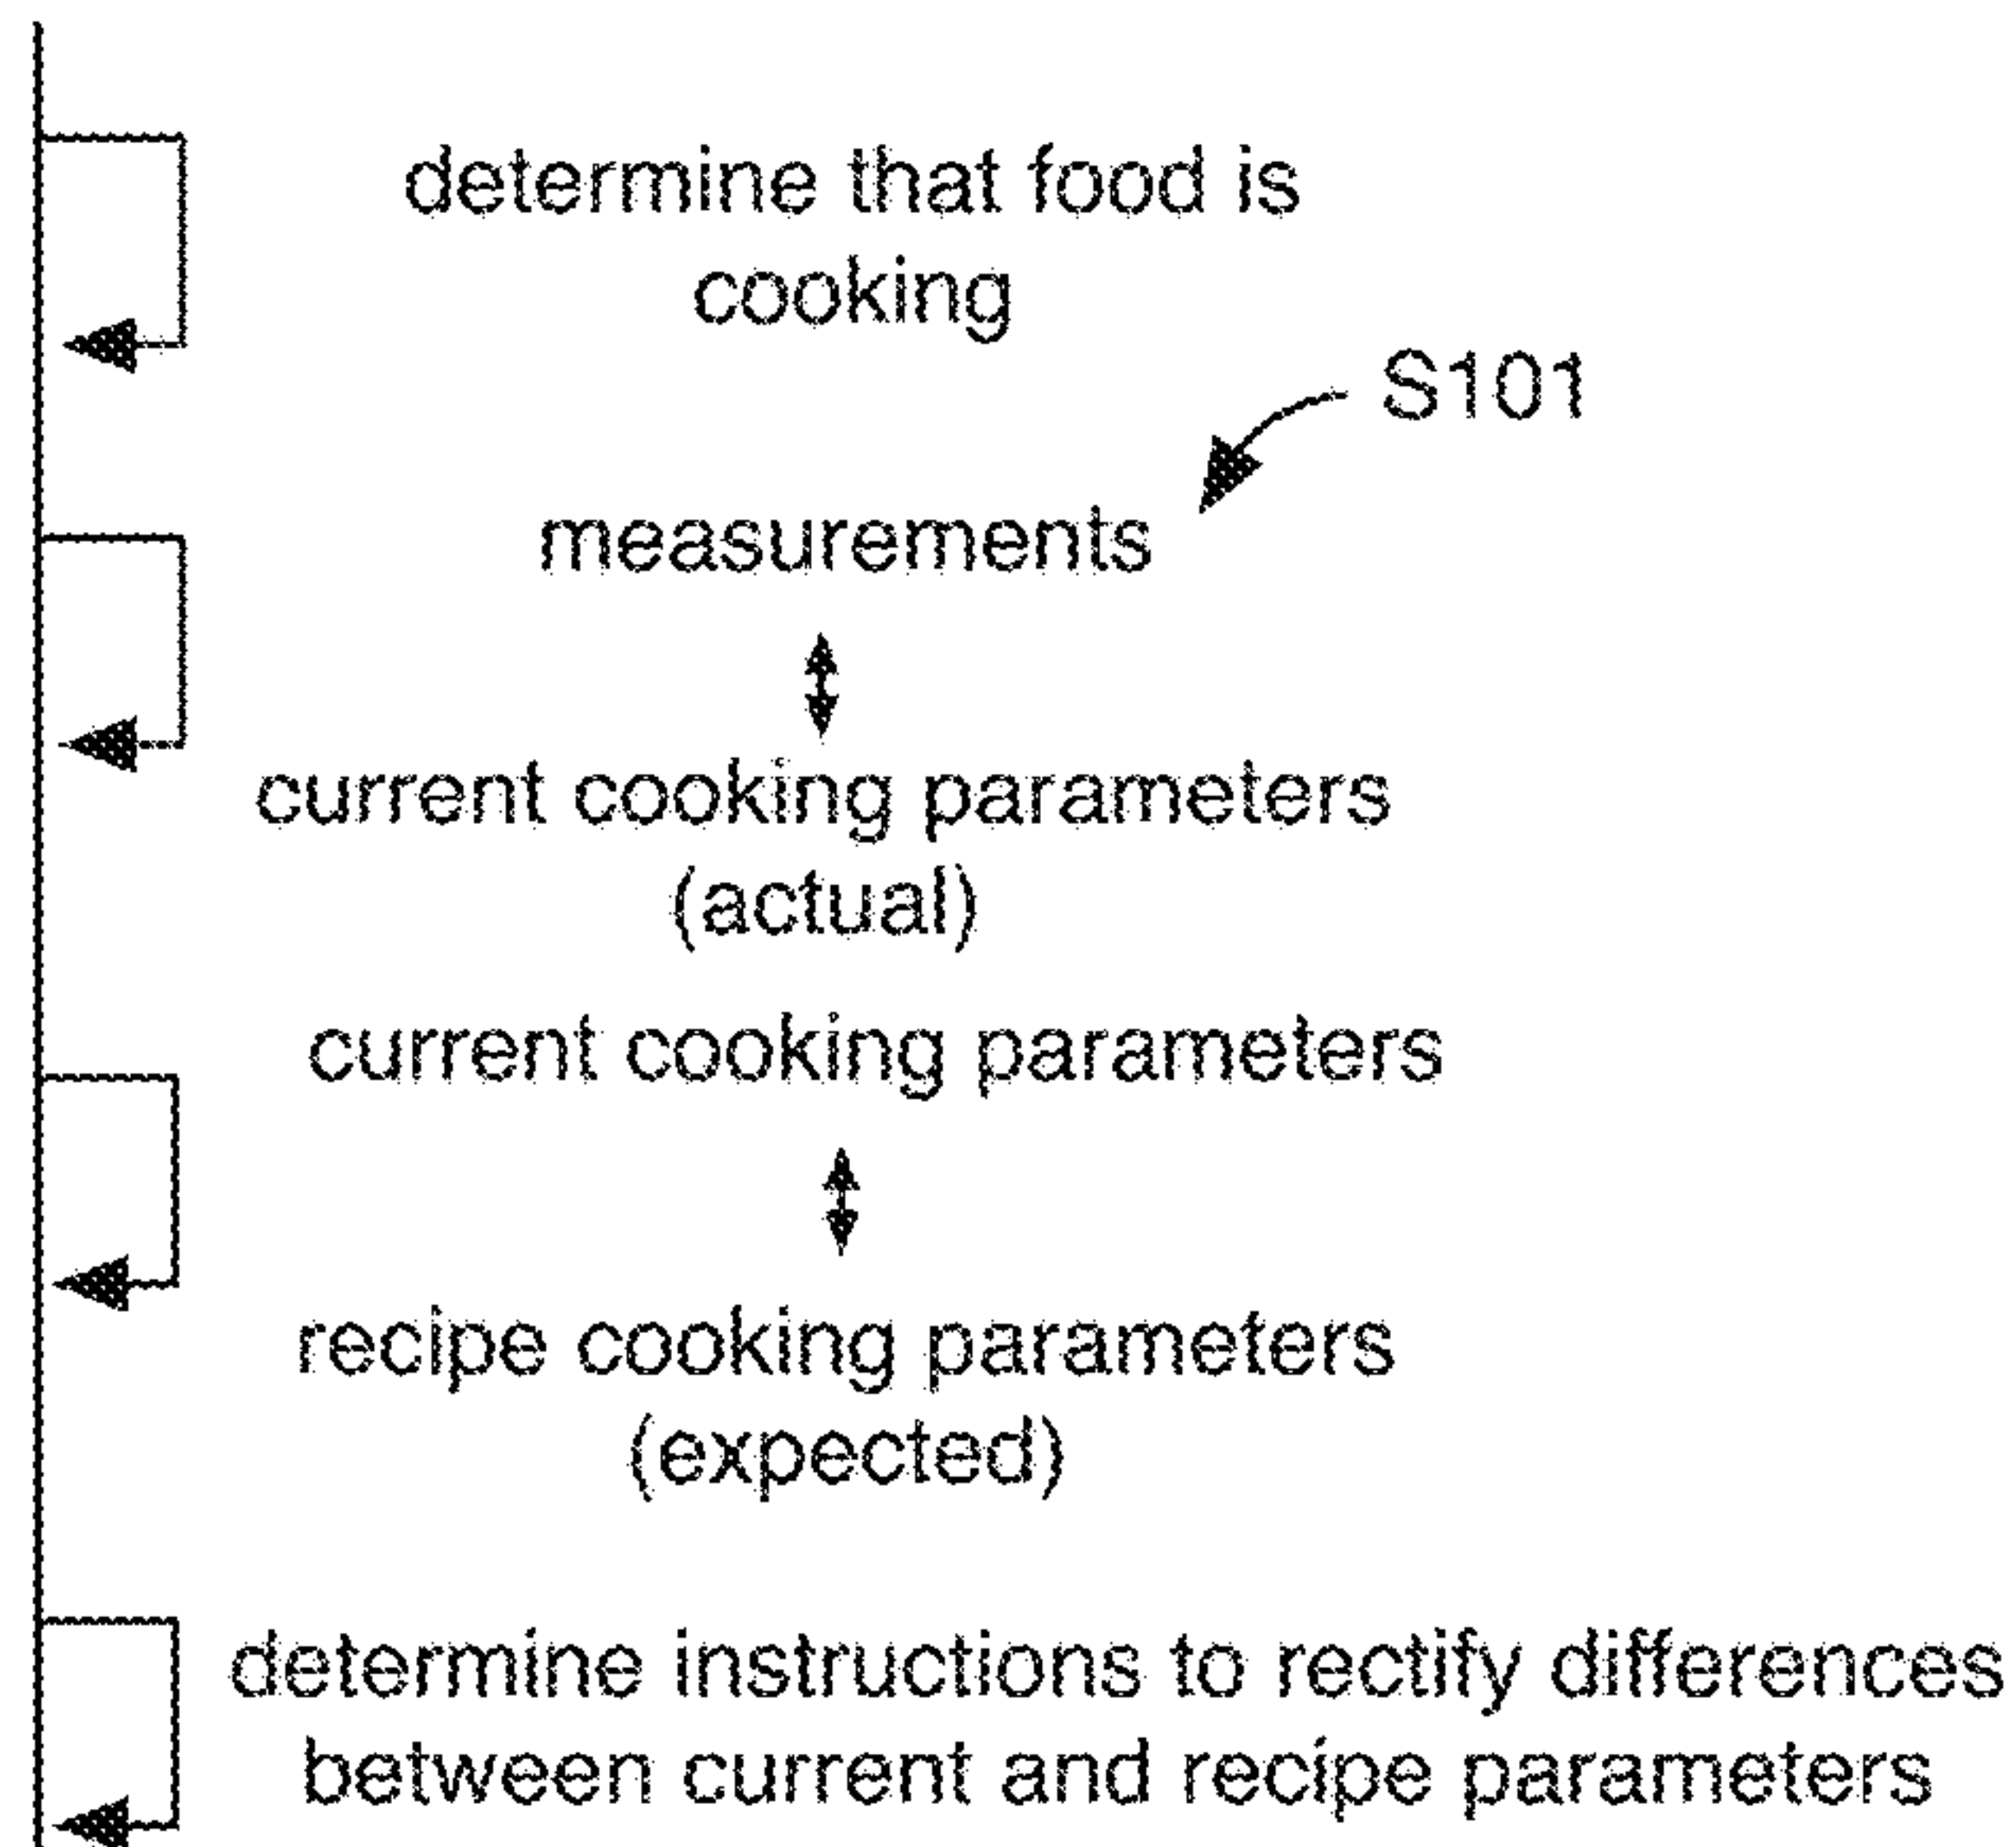 determine that food is
cooking
S101
measurements
current cooking parameters
(actual)
current cooking parameters
recipe cooking parameters
(expected)
determine instructions to rectify differences
between current and recipe parameters